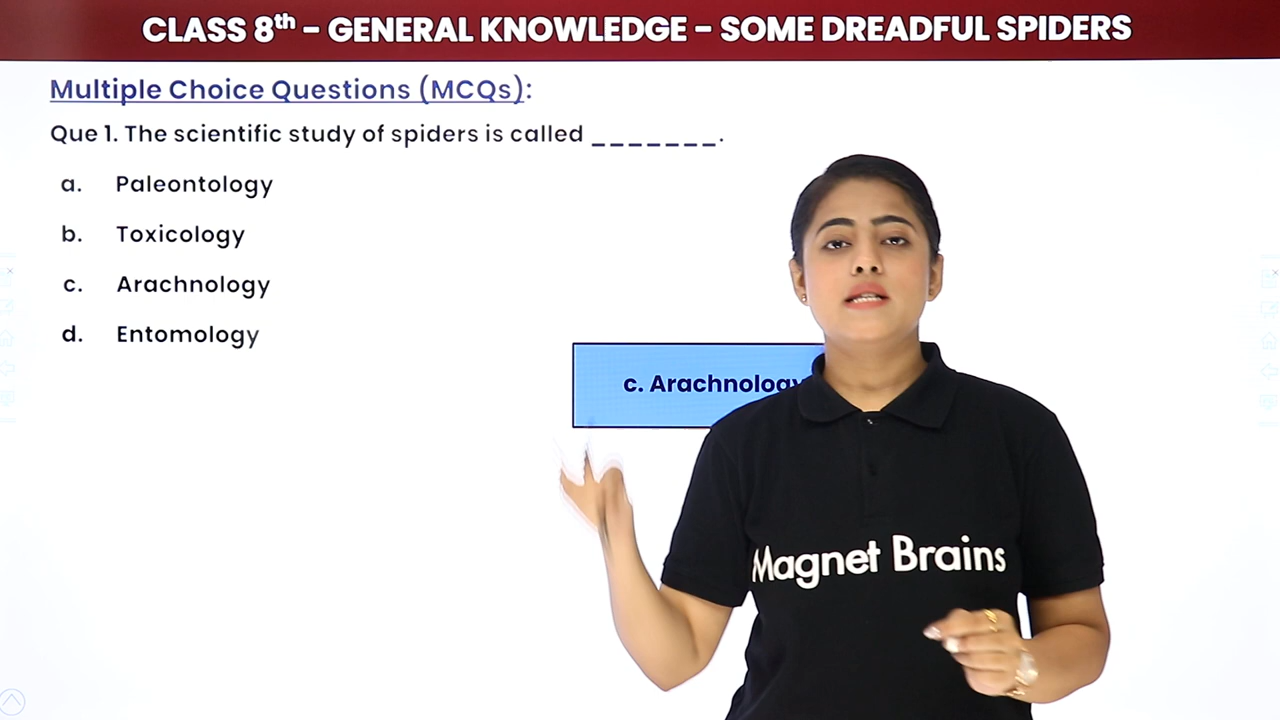 CLASS 8th - GENERAL KNOWLEDGE - SOME DREADFUL SPIDERS
Multiple Choice Questions (MCQs):
Que 1. The scientific study of spiders is called _______.
a. Paleontology
b. Toxicology
c. Arachnology
d. Entomology
c. Arachnology
Magnet Brains